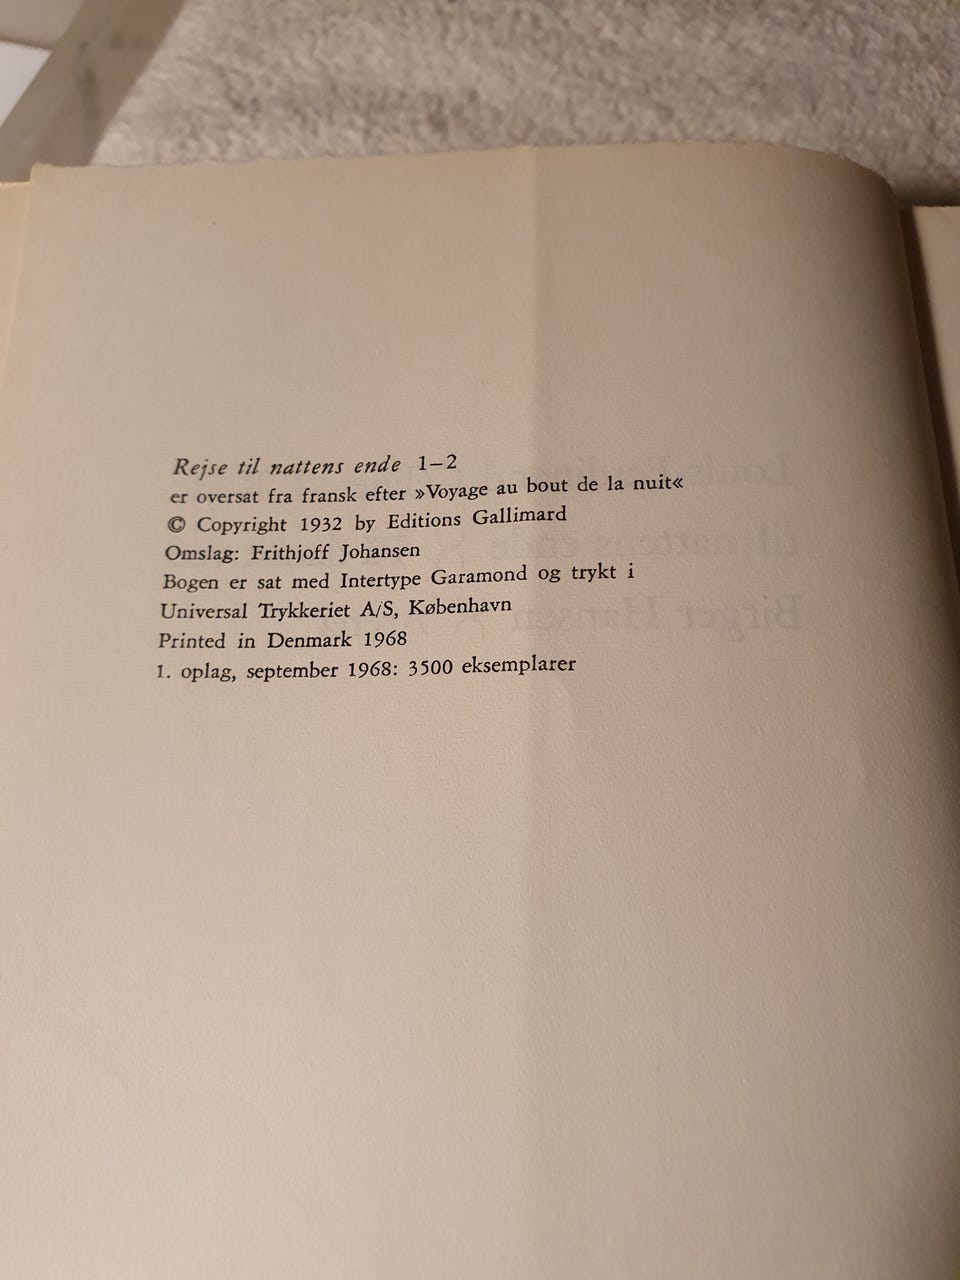 Rejse til nattens ende 1–2
er oversat fra fransk efter »Voyage au bout de la nuit«
© Copyright 1932 by Editions Gallimard
Omslag: Frithjoff Johansen
Bogen er sat med Intertype Garamond og trykt i
Universal Trykkeriet A/S, København
Printed in Denmark 1968
1. oplag, september 1968: 3500 eksemplarer